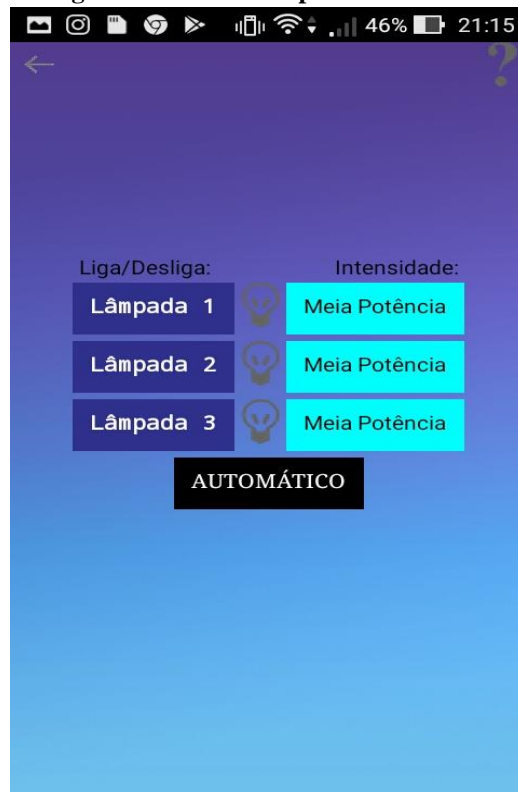 46% 21:15
?
Liga/Desliga: Intensidade:
Lâmpada 1 Meia Potência
Lâmpada 2 Meia Potência
Lâmpada 3 Meia Potência
AUTOMÁTICO